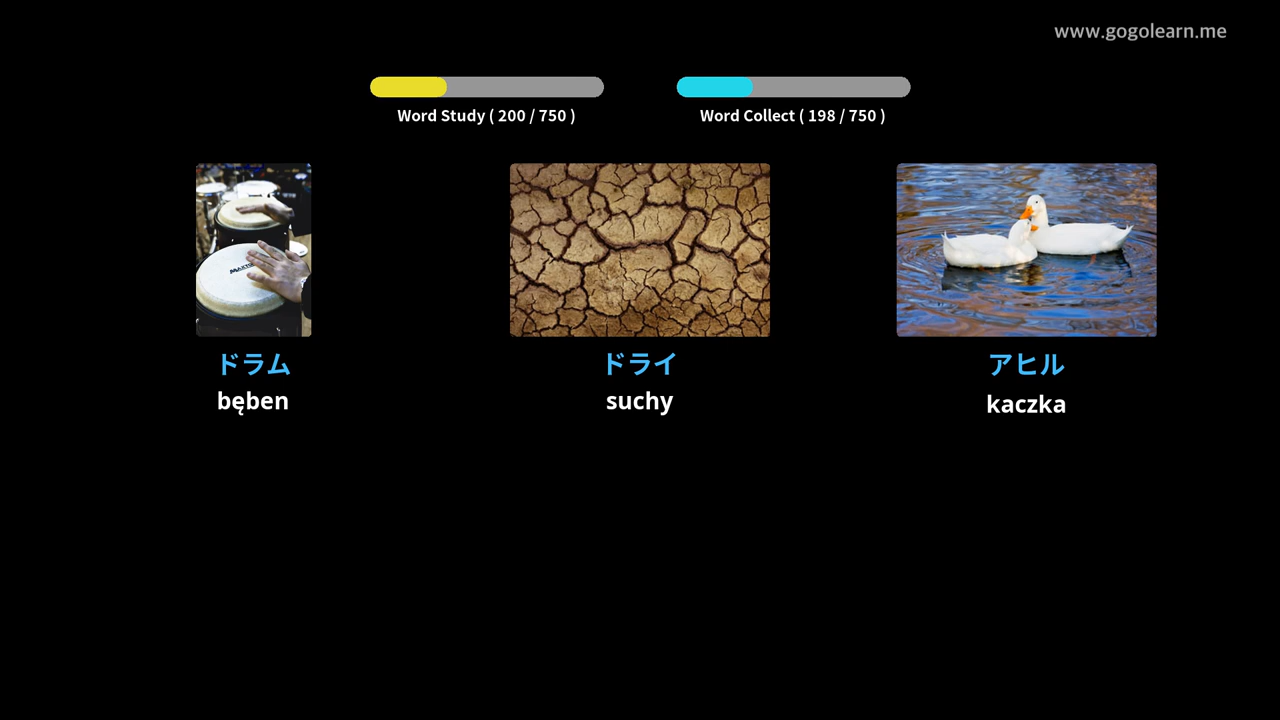 www.gogolearn.me
Word Study ( 200 / 750 )
Word Collect ( 198 / 750 )
ドラム
bęben
ドライ
suchy
アヒル
kaczka